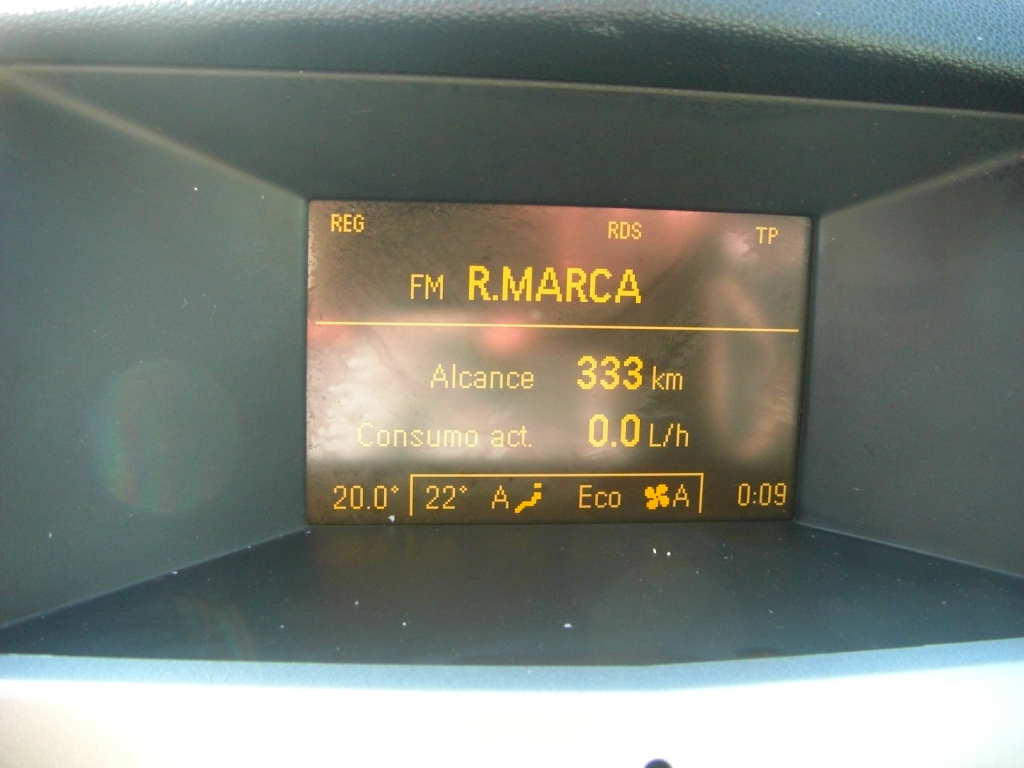 REG RDS TP
FM R.MARCA
Alcance 333 km
Consumo act. 0.0 L/h
20.0° 22° A Eco A 0:09